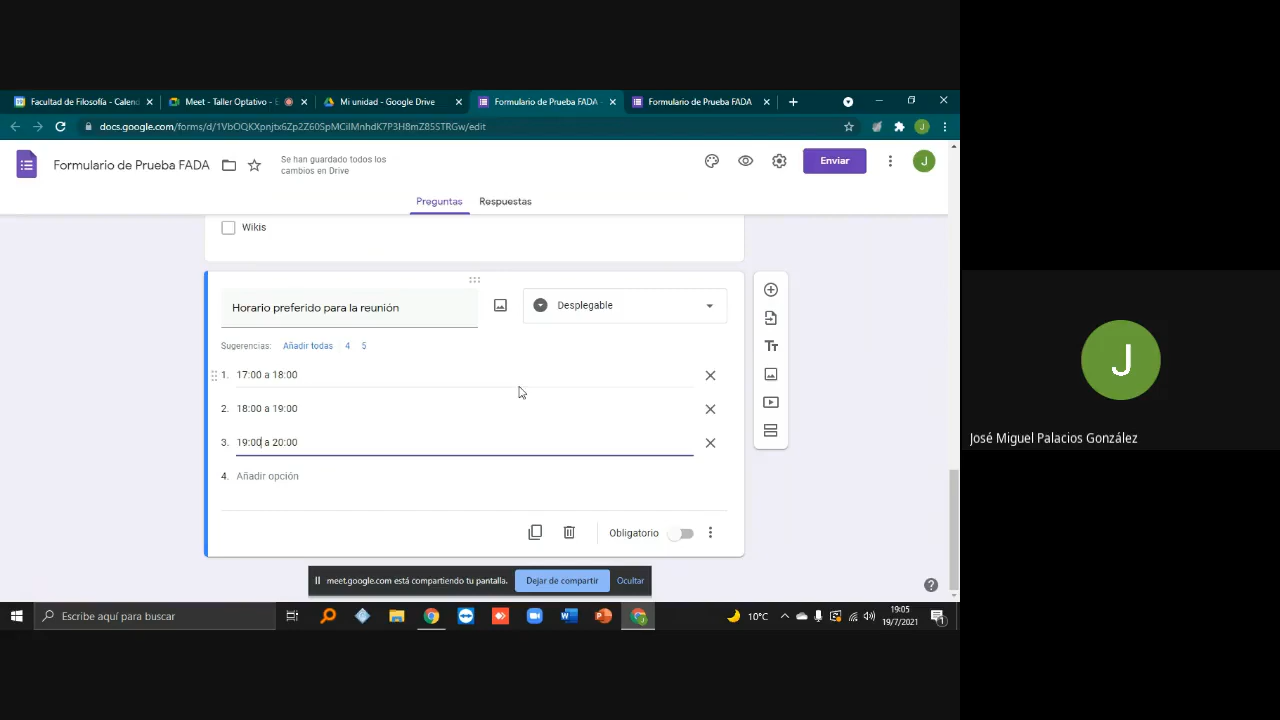 Facultad de Filosofía - Calend
Meet - Taller Optativo - E
Mi unidad - Google Drive
Formulario de Prueba FADA -
Formulario de Prueba FADA
docs.google.com/forms/d/1VbOQKXpnjtx6Zp2Z60SpMCiIMnhdK7P3H8mZ85STRGw/edit
J
Formulario de Prueba FADA
Se han guardado todos los
cambios en Drive
Enviar
J
Preguntas
Respuestas
Wikis
Horario preferido para la reunión
Desplegable
Sugerencias: Añadir todas 4 5
1. 17:00 a 18:00
2. 18:00 a 19:00
3. 19:00 a 20:00
4. Añadir opción
Obligatorio
meet.google.com está compartiendo tu pantalla. Dejar de compartir Ocultar
Escribe aquí para buscar
10°C
19:05
19/7/2021
1
J
José Miguel Palacios González